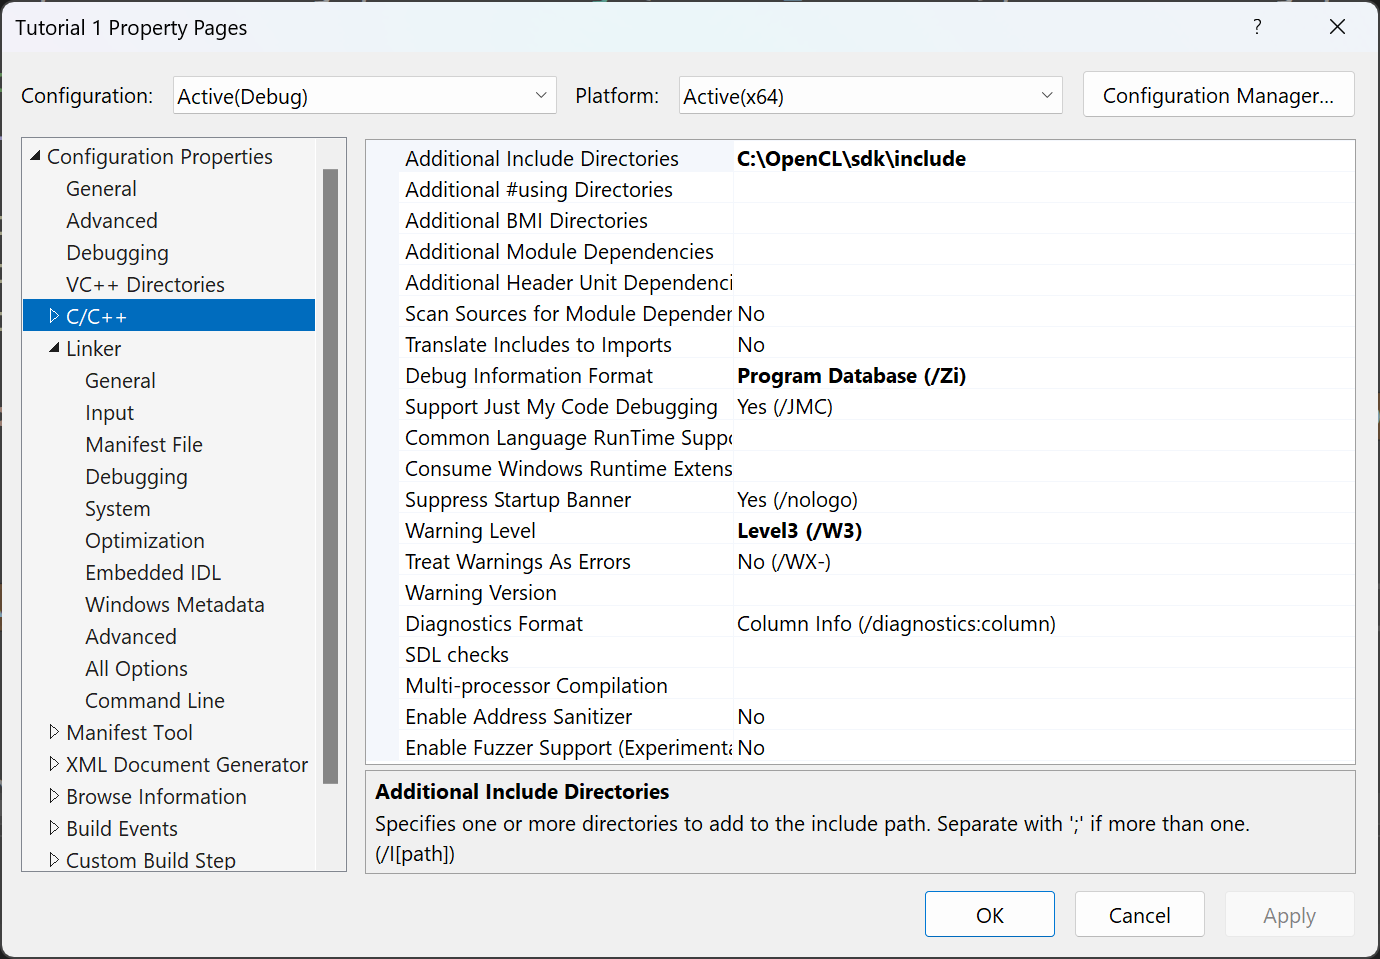 Tutorial 1 Property Pages
?
Configuration: Active(Debug) Platform: Active(x64) Configuration Manager...
Configuration Properties
General
Advanced
Debugging
VC++ Directories
C/C++
Linker
General
Input
Manifest File
Debugging
System
Optimization
Embedded IDL
Windows Metadata
Advanced
All Options
Command Line
Manifest Tool
XML Document Generator
Browse Information
Build Events
Custom Build Step
Additional Include Directories C:\OpenCL\sdk\include
Additional #using Directories
Additional BMI Directories
Additional Module Dependencies
Additional Header Unit Dependenci
Scan Sources for Module Depender No
Translate Includes to Imports No
Debug Information Format Program Database (/Zi)
Support Just My Code Debugging Yes (/JMC)
Common Language RunTime Suppo
Consume Windows Runtime Extens
Suppress Startup Banner Yes (/nologo)
Warning Level Level3 (/W3)
Treat Warnings As Errors No (/WX-)
Warning Version
Diagnostics Format Column Info (/diagnostics:column)
SDL checks
Multi-processor Compilation
Enable Address Sanitizer No
Enable Fuzzer Support (Experimenta No
Additional Include Directories
Specifies one or more directories to add to the include path. Separate with ';' if more than one.
(/I[path])
OK Cancel Apply